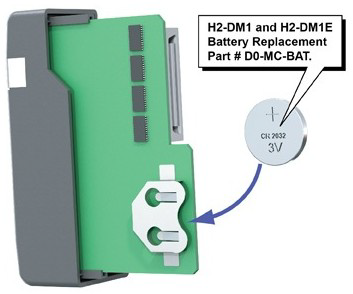 H2-DM1 and H2-DM1E
Battery Replacement
Part # D0-MC-BAT.
+
CR 2032
3V